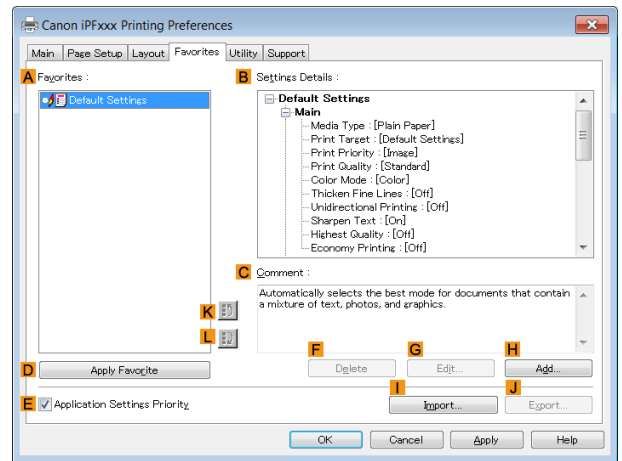 Canon iPFxxx Printing Preferences
Main Page Setup Layout Favorites Utility Support
A Favorites :
Default Settings
B Settings Details :
Default Settings
Main
Media Type : [Plain Paper]
Print Target : [Default Settings]
Print Priority : [Image]
Print Quality : [Standard]
Color Mode : [Color]
Thicken Fine Lines : [Off]
Unidirectional Printing : [Off]
Sharpen Text : [On]
Highest Quality : [Off]
Economy Printing : [Off]
C Comment :
Automatically selects the best mode for documents that contain
a mixture of text, photos, and graphics.
K
L
F G H
D Apply Favorite Delete Edit... Add...
I J
E Application Settings Priority Import... Export...
OK Cancel Apply Help